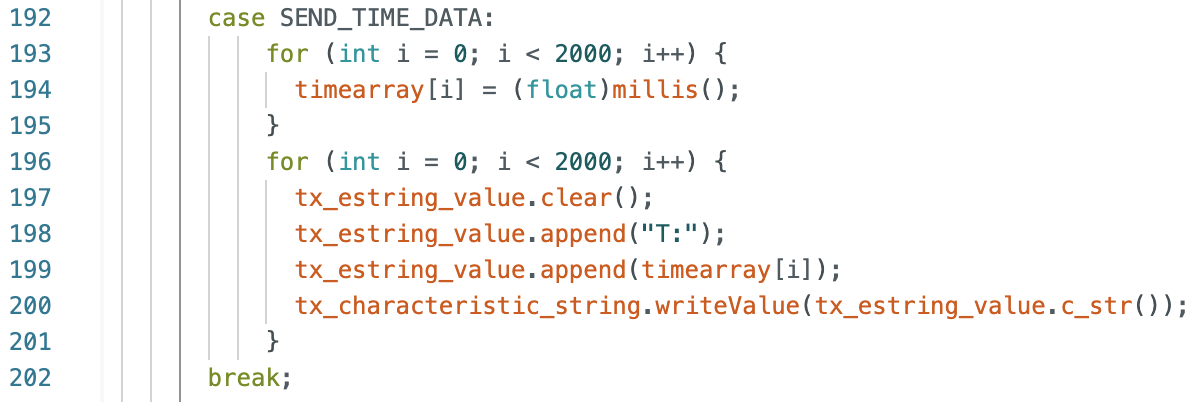 192 case SEND_TIME_DATA:
193 for (int i = 0; i < 2000; i++) {
194 timearray[i] = (float)millis();
195 }
196 for (int i = 0; i < 2000; i++) {
197 tx_estring_value.clear();
198 tx_estring_value.append("T:");
199 tx_estring_value.append(timearray[i]);
200 tx_characteristic_string.writeValue(tx_estring_value.c_str());
201 }
202 break;